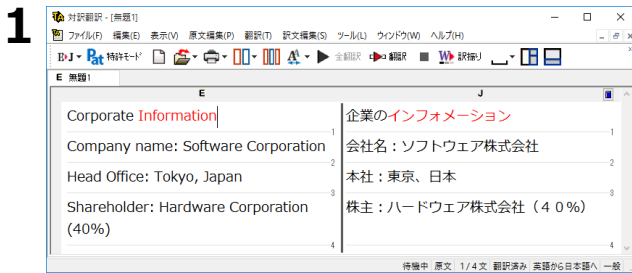 1
対訳翻訳 - [無題1]
ファイル(F) 編集(E) 表示(V) 原文編集(P) 翻訳(T) 訳文編集(S) ツール(L) ウィンドウ(W) ヘルプ(H)
E›J Pat 特許モード 全翻訳 翻訳 W 訳振り
E 無題1
E J
Corporate Information 企業のインフォメーション
1 1
Company name: Software Corporation 会社名：ソフトウェア株式会社
2 2
Head Office: Tokyo, Japan 本社：東京、日本
3 3
Shareholder: Hardware Corporation 株主：ハードウェア株式会社（４０％）
(40%)
4 4
待機中 原文 1/4文 翻訳済み 英語から日本語へ 一般